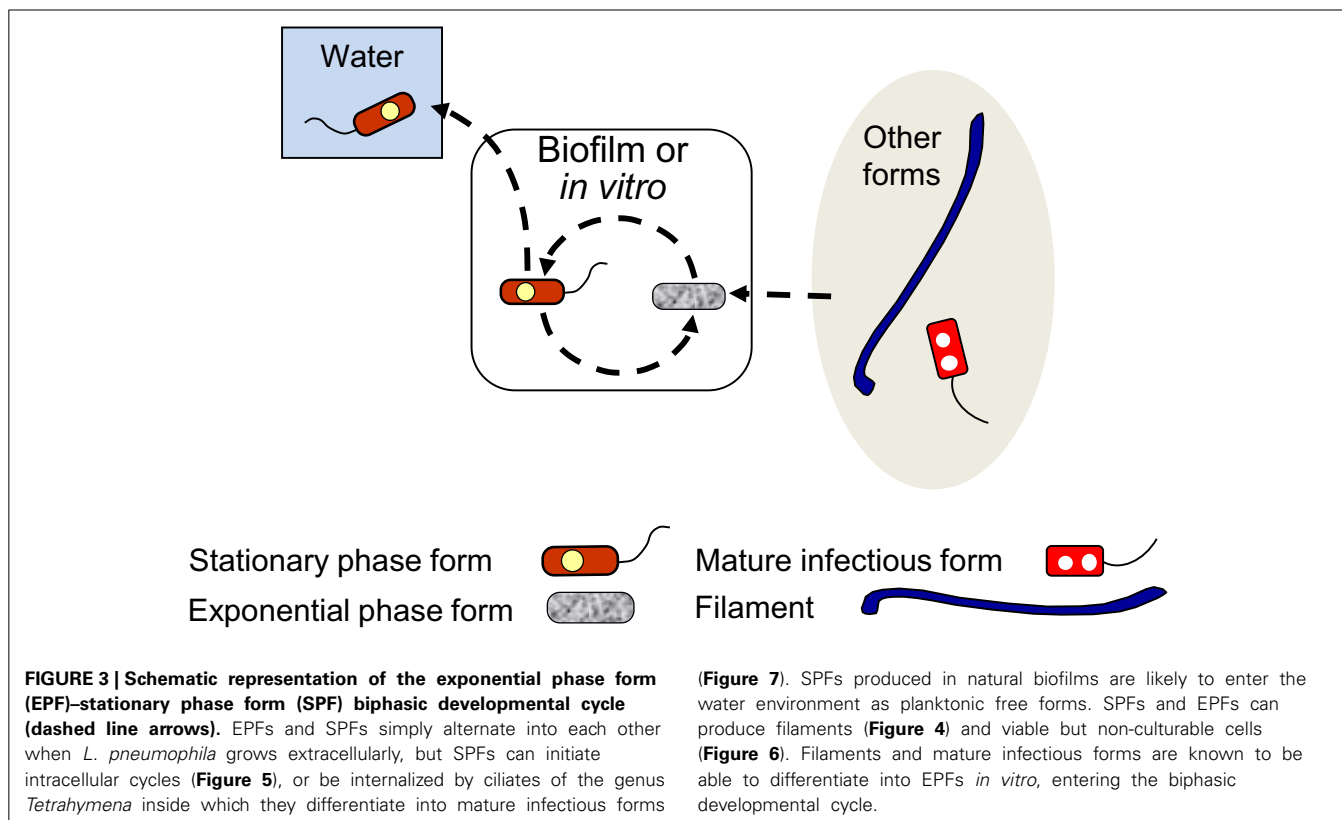 Water
Biofilm or
in vitro
Other
forms
Stationary phase form
Exponential phase form
Mature infectious form
Filament
FIGURE 3 | Schematic representation of the exponential phase form
(EPF)–stationary phase form (SPF) biphasic developmental cycle
(dashed line arrows). EPFs and SPFs simply alternate into each other
when L. pneumophila grows extracellularly, but SPFs can initiate
intracellular cycles (Figure 5), or be internalized by ciliates of the genus
Tetrahymena inside which they differentiate into mature infectious forms
(Figure 7). SPFs produced in natural biofilms are likely to enter the
water environment as planktonic free forms. SPFs and EPFs can
produce filaments (Figure 4) and viable but non-culturable cells
(Figure 6). Filaments and mature infectious forms are known to be
able to differentiate into EPFs in vitro, entering the biphasic
developmental cycle.